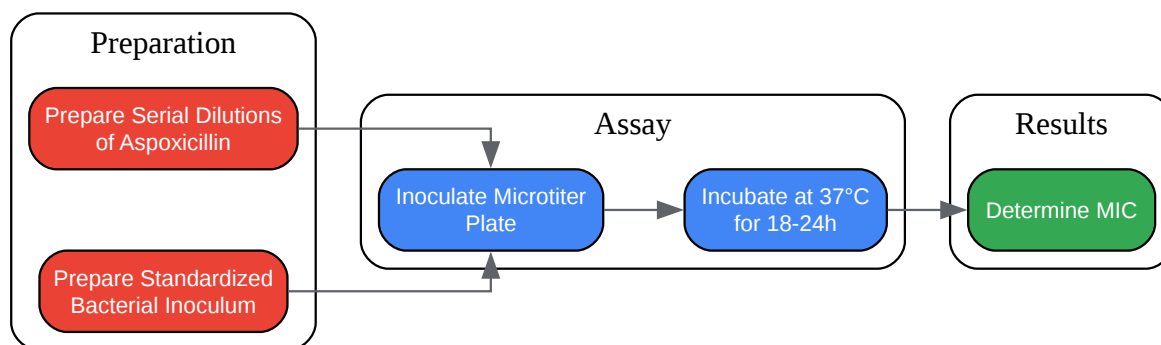 Preparation
Prepare Serial Dilutions
of Aspoxicillin
Prepare Standardized
Bacterial Inoculum
Assay
Inoculate Microtiter
Plate
Incubate at 37°C
for 18-24h
Results
Determine MIC